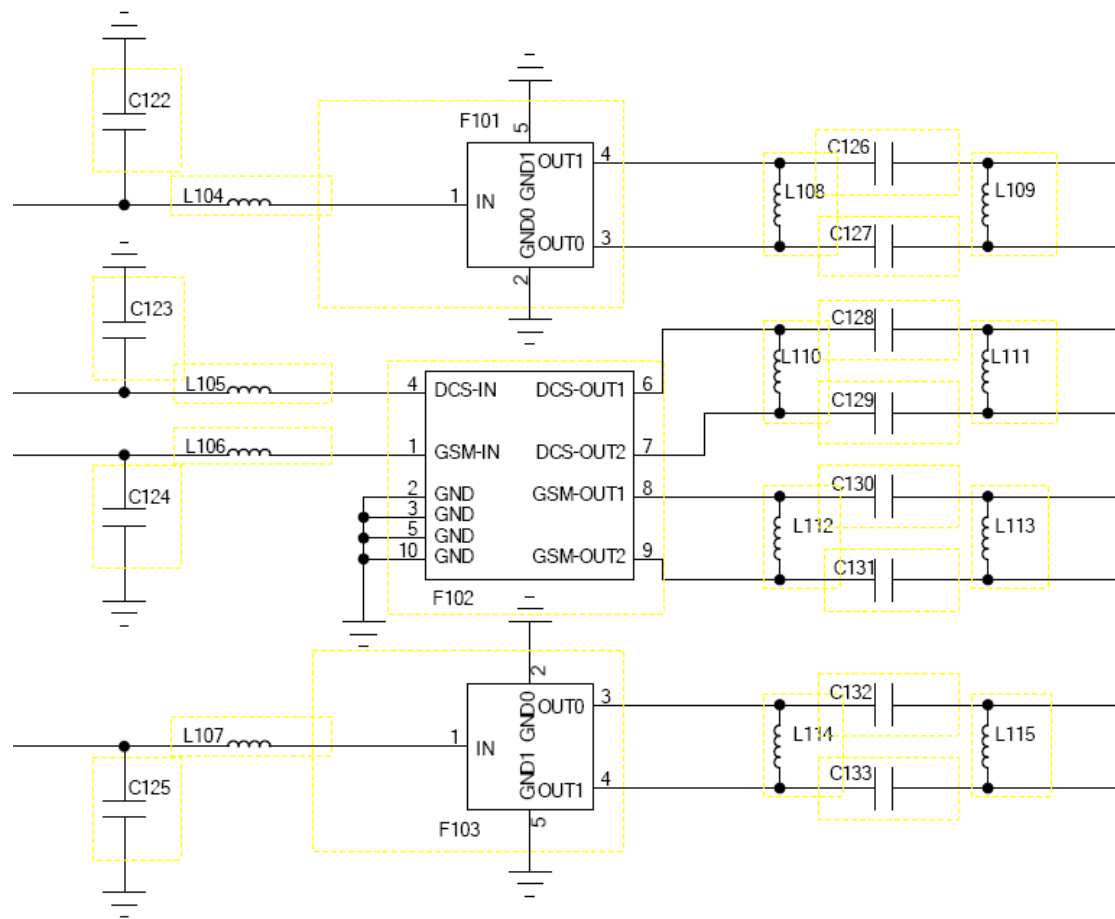 C122
F101
5
C126
OUT1
4
GND1
L108
L109
L104
1
IN
GND0
C127
OUT0
3
2
C123
C128
L110
L111
L105
4
DCS-IN
DCS-OUT1
6
C129
L106
1
GSM-IN
DCS-OUT2
7
C124
2
GND
GSM-OUT1
8
C130
3
GND
L112
L113
5
GND
10
GND
GSM-OUT2
9
C131
F102
2
C132
OUT0
3
GND0
L107
1
IN
L114
L115
C125
GND1
OUT1
4
C133
F103
5